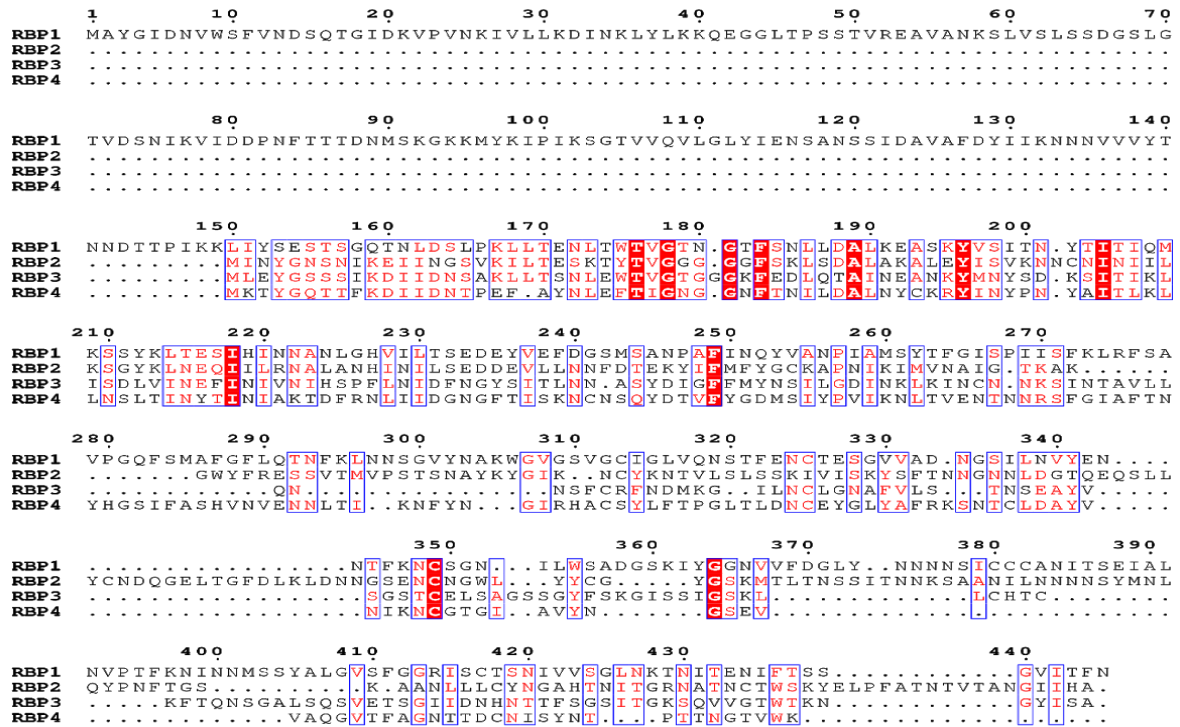 1 10 20 30 40 50 60 70
RBP1 MAYGIDNVWSFVNDSQTGIDKVPVNKIVLLKDINKLYLKKQEGGLTPSSTVREAVANKSLVSLSSDGSLG
RBP2 ......................................................................
RBP3 ......................................................................
RBP4 ......................................................................
80 90 100 110 120 130 140
RBP1 TVDSNIKVIDDPNFTTTDNMSKGKKMYKIPIKSGTVVQVLGLYIENSANSSIDAVAFDYIIKNNNVVVYT
RBP2 ......................................................................
RBP3 ......................................................................
RBP4 ......................................................................
150 160 170 180 190 200
RBP1 NNDTTPIKKLIYSESTSGQTNLDSLPKLLTENLTWTVGTN.GTFSNLLDALKEASKYVSITN.YTITIQM
RBP2 .........MINYGNSNIKEIINGSVKILTESKTYTVGGG.GGFSKLSDALAKALEYISVKNNCNINIIL
RBP3 .........MLEYGSSSIKDIIDNSAKLLTSNLEWTVGTGGGKFEDLQTAINEANKYMNYSD.KSITIKL
RBP4 .........MKTYGQTTFKDIIDNTPEF.AYNLEFTIGNG.GNFTNILDALNYCKRYINYPN.YAITLKL
210 220 230 240 250 260 270
RBP1 KSSYKLTESIHINNANLGHVILTSEDEYVEFDGSMSANPAFINQYVANPIAMSYTFGISPIISFKLRFSA
RBP2 KSGYKLNEQIILRNALANHINILSEDDEVLLNNFDTEKYIFMFYGCKAPNIKIMVNAIG.TKAK......
RBP3 ISDLVINEFINIVNIHSPFLNIDFNGYSITLNN.ASYDIGFFMYNSILGDINKLKINCN.NKSINTAVLL
RBP4 LNSLTINYTINIAKTDFRNLIIDGNGFTISKNCNSQYDTVFYGDMSIYPVIKNLTVENTNNRSFGIAFTN
280 290 300 310 320 330 340
RBP1 VPGQFSMAFGFLQTNFKLNNSGVYNAKWGVGSVGCIGLVQNSTFENCTESGVVAD.NGSILNVYEN....
RBP2 .......GWYFRESSVTMVPSTSNAYKYGIK..NCYKNTVLSLSSKIVISKYSFTNNGNNLDGTQEQSLL
RBP3 ............QN................NSFCRFNDMKG..ILNCLGNAFVLS...TNSEAYV.....
RBP4 YHGSIFASHVNVENNLTI..KNFYN...GIRHACSYLFTPGLTLDNCEYGLYAFRKSNTCLDAYV.....
350 360 370 380 390
RBP1 .................NTFKNCSGN...ILWSADGSKIYGGNVVFDGLY..NNNNSICCCANITSEIAL
RBP2 YCNDQGELTGFDLKLDNNGSENCNGWL..YYCG......YGSKMTLTNNSSITNNKSAANILNNNNSYMNL
RBP3 ..................SGSTCELSAGSSGYFSKGISSIGSKL.............LCHTC........
RBP4 ..................NIKNCGTGI..AVYN.......GSEV..........................
400 410 420 430 440
RBP1 NVPTFKNINNMSSYALGVSFGGRISCTSNIVVSGLNKTNITENIFTSS............GVITFN
RBP2 QYPNFTGS..........K.AANLLLCYNGAHTNITGRNATNCTWSKYELPFATNTVTANGIIHA.
RBP3 .....KFTQNSGALSQSVETSGIIDNHNTTFSGSITGKSQVVGTWTKN............GYISA.
RBP4 .............VAQGVTFAGNTTDCNISYNT....PTTNGTVWK....................